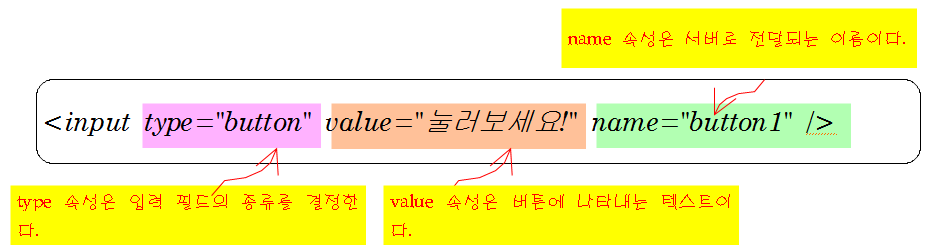 name 속성은 서버로 전달되는 이름이다.
<input type="button" value="눌러보세요!" name="button1" />
type 속성은 입력 필드의 종류를 결정한
다.
value 속성은 버튼에 나타내는 텍스트이
다.